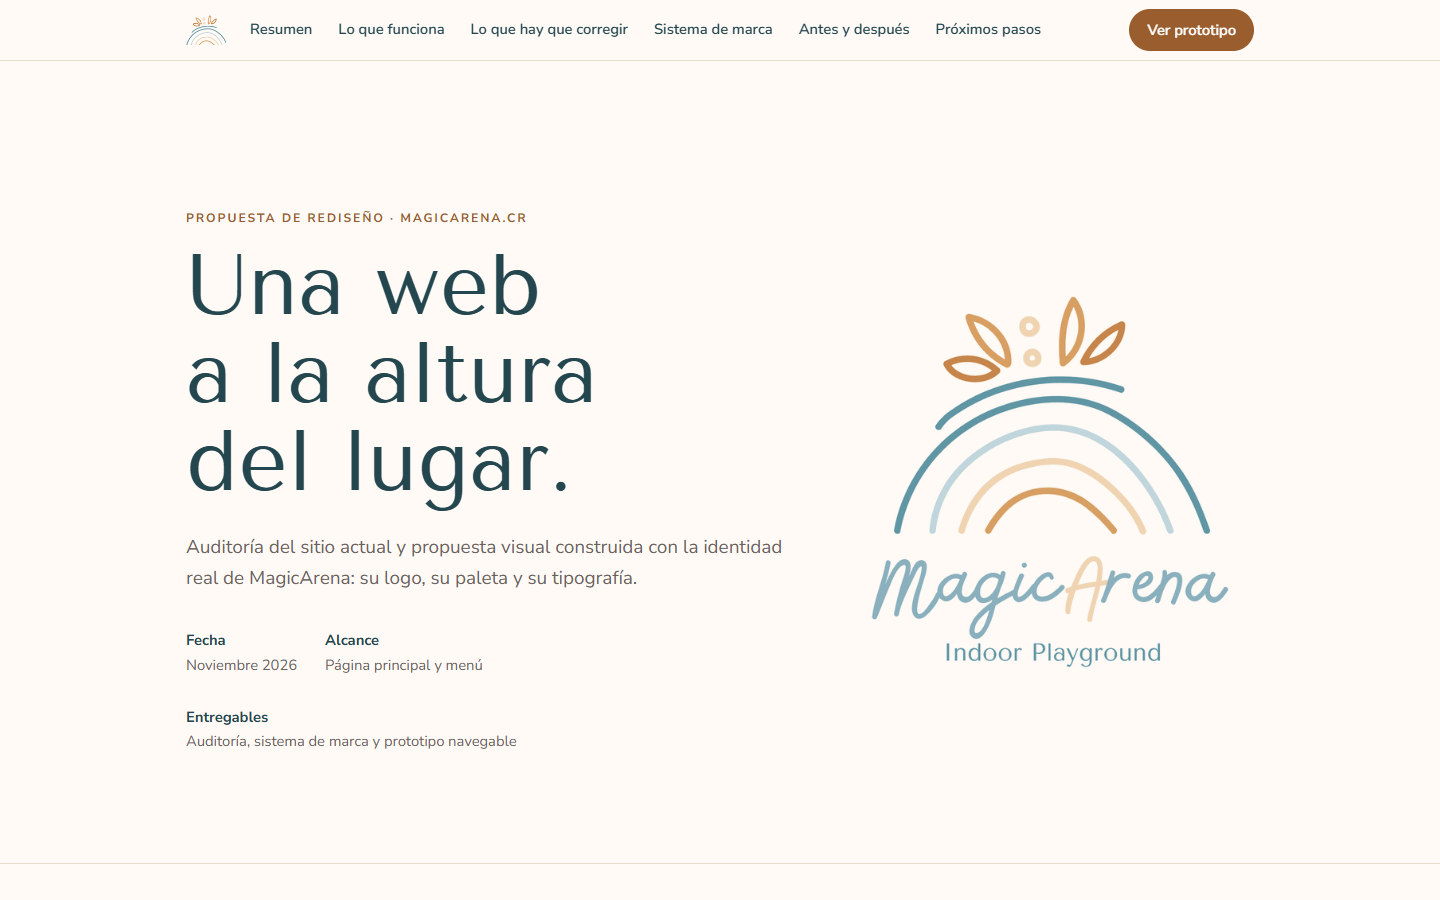 Resumen
Lo que funciona
Lo que hay que corregir
Sistema de marca
Antes y después
Próximos pasos
Ver prototipo
PROPUESTA DE REDISEÑO · MAGICARENA.CR
Una web
a la altura
del lugar.
Auditoría del sitio actual y propuesta visual construida con la identidad
real de MagicArena: su logo, su paleta y su tipografía.
Fecha
Noviembre 2026
Alcance
Página principal y menú
Entregables
Auditoría, sistema de marca y prototipo navegable
MagicArena
Indoor Playground